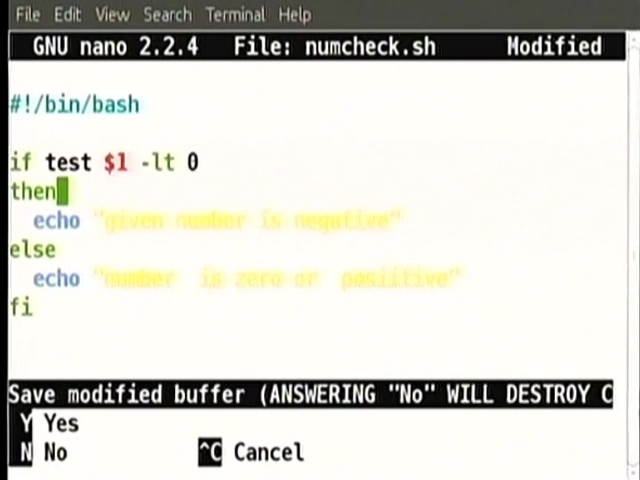 File Edit View Search Terminal Help
GNU nano 2.2.4 File: numcheck.sh Modified
#!/bin/bash
if test $1 -lt 0
then
echo "given number is negative"
else
echo "number is zero or posiitive"
fi
Save modified buffer (ANSWERING "No" WILL DESTROY C
Y Yes
N No ^C Cancel